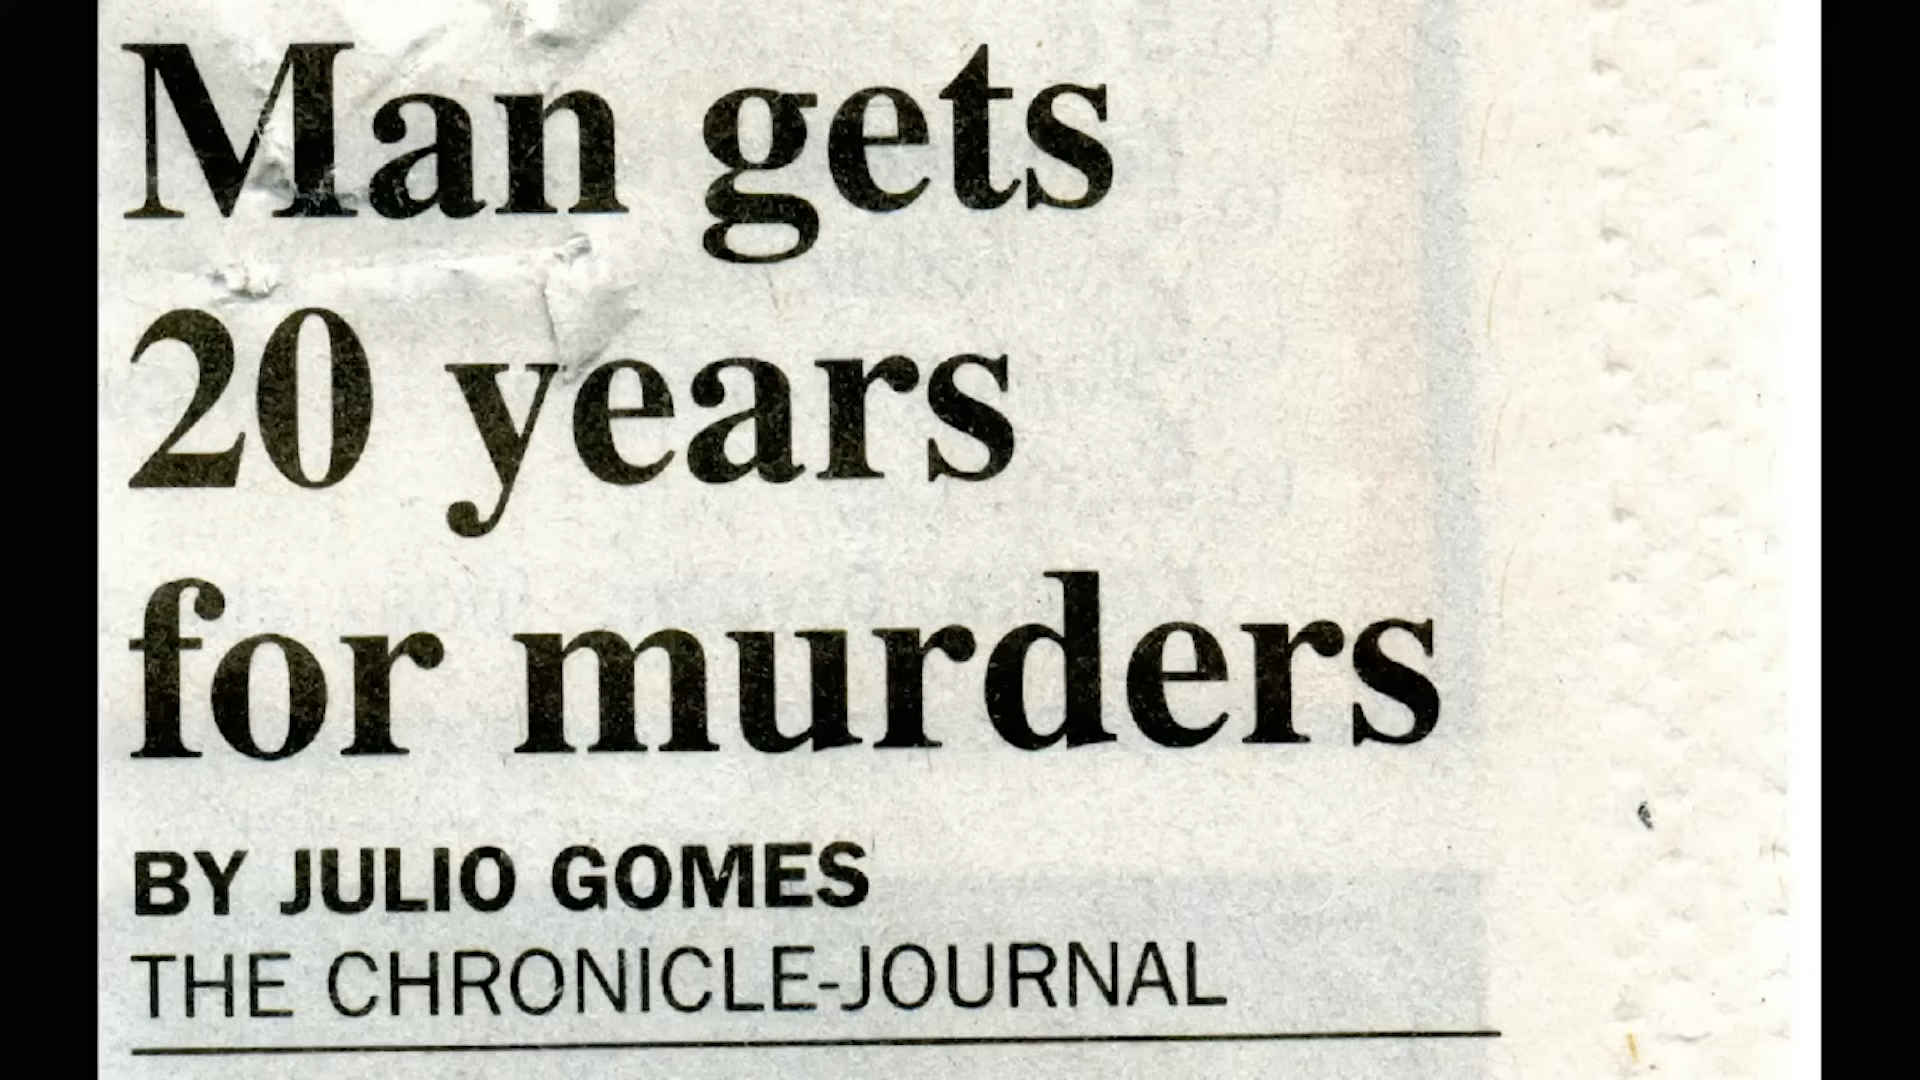 Man gets
20 years
for murders
BY JULIO GOMES
THE CHRONICLE-JOURNAL